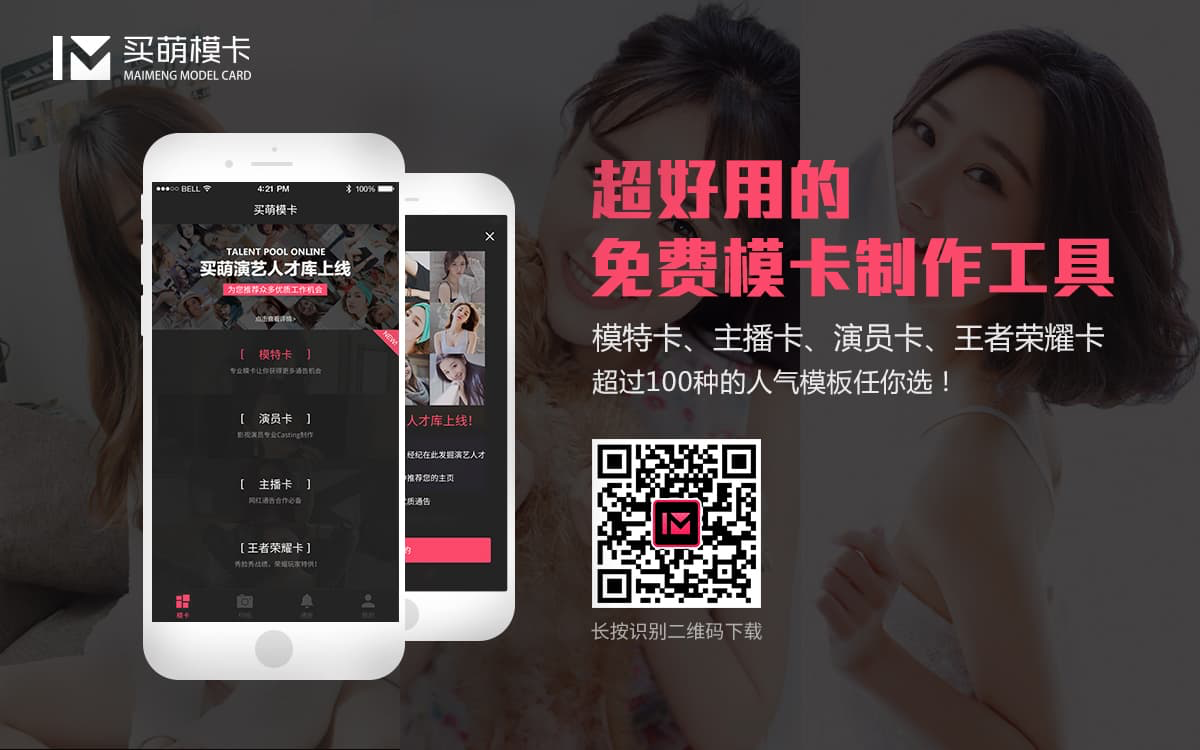 买萌模卡
MAIMENG MODEL CARD
BELL
4:21 PM
100%
买萌模卡
TALENT POOL ONLINE
买萌演艺人才库上线
为您推荐众多优质工作机会
点击查看详情>
NEW!
[ 模特卡 ]
专业模卡让你获得更多通告机会
[ 演员卡 ]
影视演员专业Casting制作
[ 主播卡 ]
网红通告合作必备
[ 王者荣耀卡 ]
秀脸秀战绩，荣耀玩家特供!
模卡
人才库上线!
经纪在此发掘演艺人才
推荐您的主页
质通告
的
超好用的
免费模卡制作工具
模特卡、主播卡、演员卡、王者荣耀卡
超过100种的人气模板任你选！
长按识别二维码下载